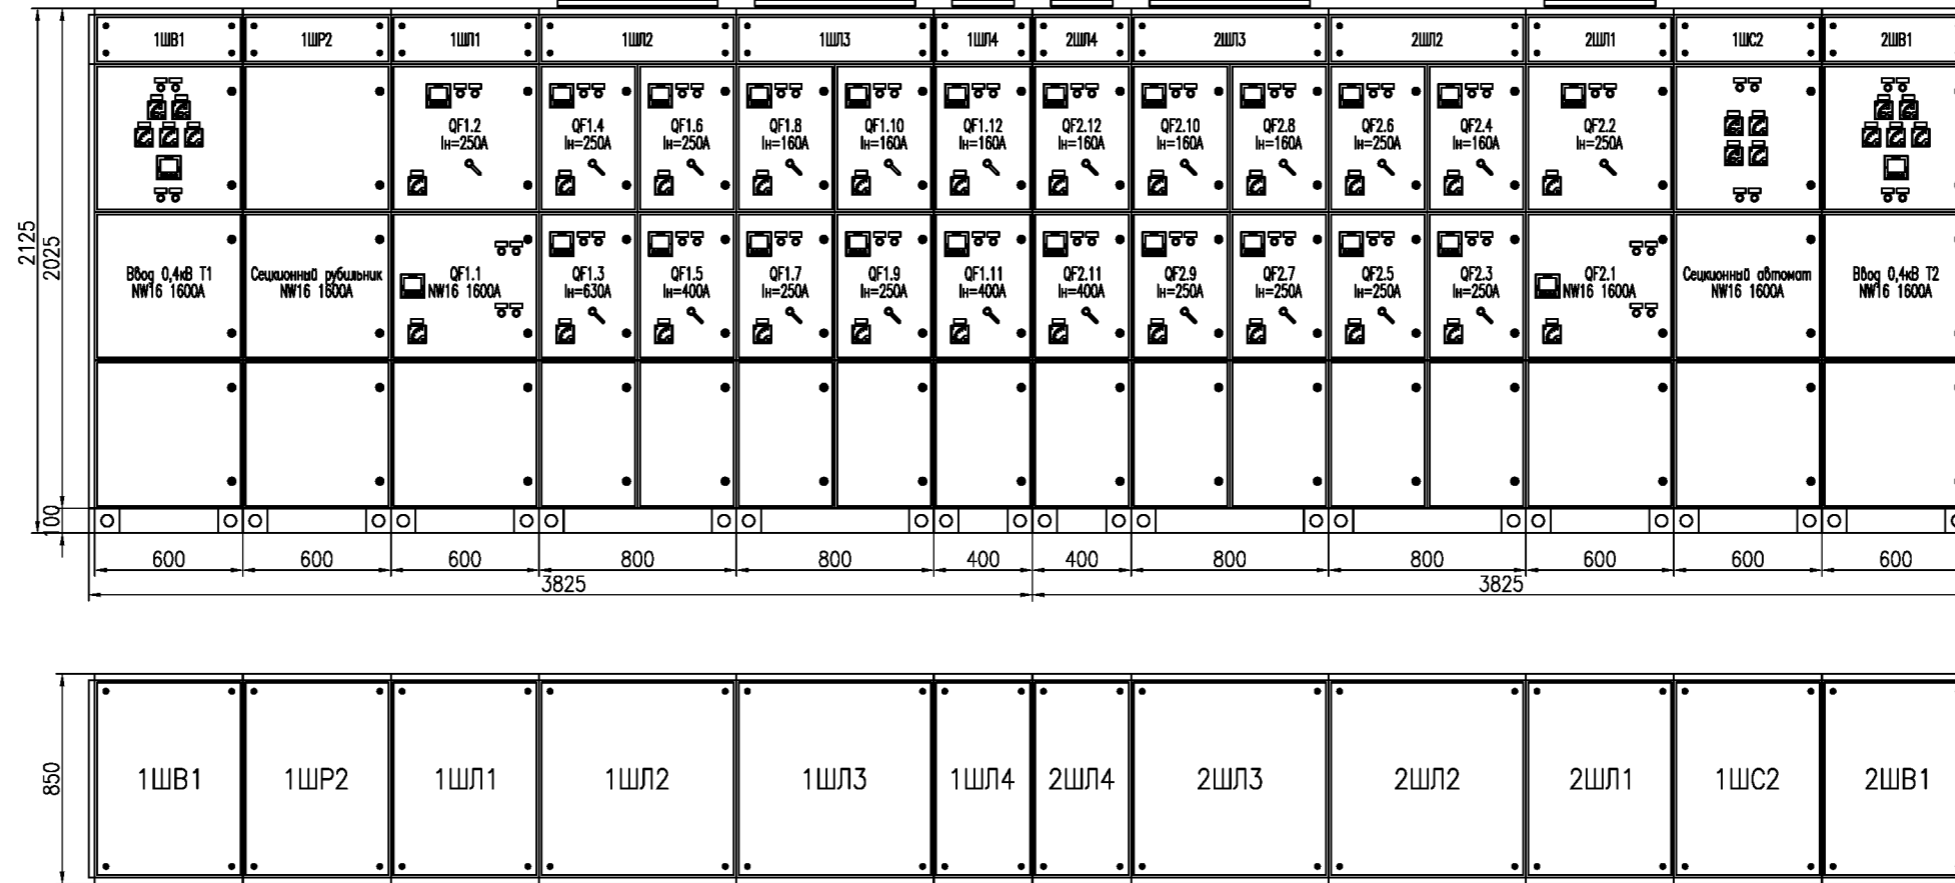 1ШВ1 1ШР2 1ШЛ1 1ШЛ2 1ШЛ3 1ШЛ4 2ШЛ4 2ШЛ3 2ШЛ2 2ШЛ1 1ШС2 2ШВ1
QF1.2 QF1.4 QF1.6 QF1.8 QF1.10 QF1.12 QF2.12 QF2.10 QF2.8 QF2.6 QF2.4 QF2.2
Iн=250А Iн=250А Iн=250А Iн=160А Iн=160А Iн=160А Iн=160А Iн=160А Iн=160А Iн=250А Iн=160А Iн=250А
2125
2025
Ввод 0,4кВ Т1 Секционный рубильник QF1.1 QF1.3 QF1.5 QF1.7 QF1.9 QF1.11 QF2.11 QF2.9 QF2.7 QF2.5 QF2.3 QF2.1 Секционный автомат Ввод 0,4кВ Т2
NW16 1600А NW16 1600А NW16 1600А Iн=630А Iн=400А Iн=250А Iн=250А Iн=400А Iн=400А Iн=250А Iн=250А Iн=250А Iн=250А NW16 1600А NW16 1600А NW16 1600А
100
600 600 600 800 800 400 400 800 800 600 600 600
3825 3825
850
1ШВ1 1ШР2 1ШЛ1 1ШЛ2 1ШЛ3 1ШЛ4 2ШЛ4 2ШЛ3 2ШЛ2 2ШЛ1 1ШС2 2ШВ1